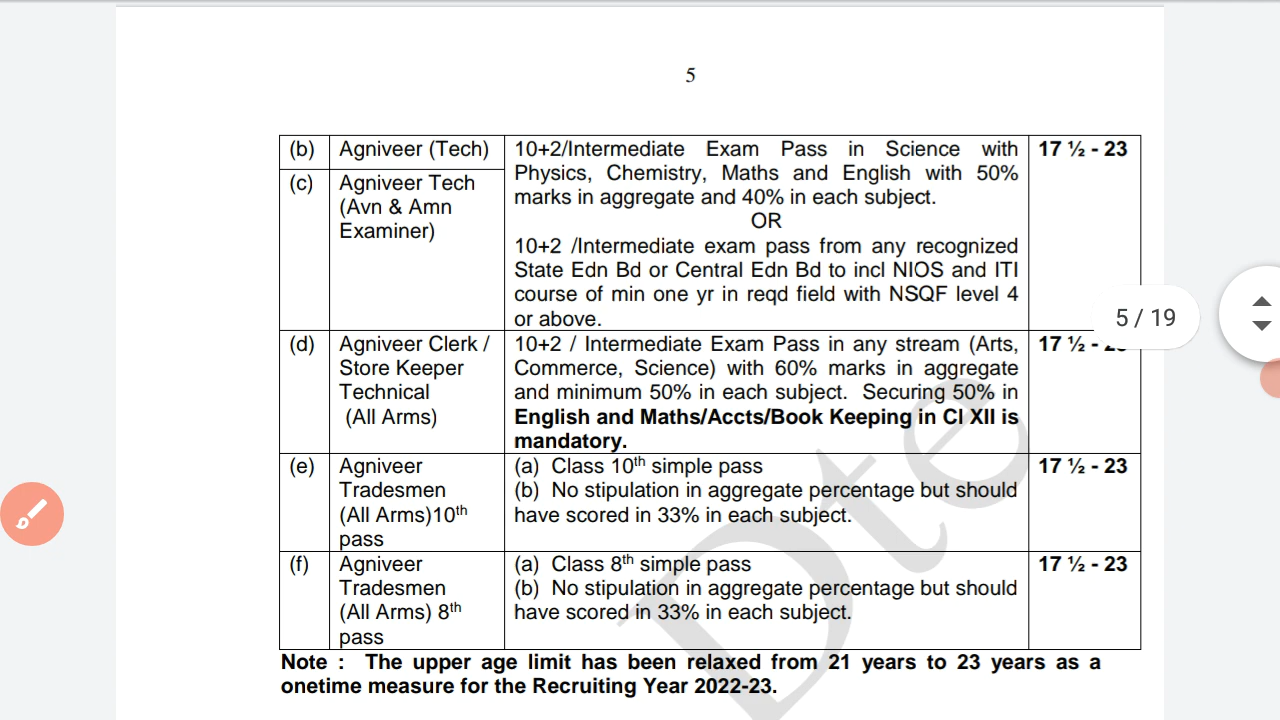 5
(b) Agniveer (Tech) 10+2/Intermediate Exam Pass in Science with 17 ½ - 23
Physics, Chemistry, Maths and English with 50%
(c) Agniveer Tech marks in aggregate and 40% in each subject.
(Avn & Amn OR
Examiner) 10+2 /Intermediate exam pass from any recognized
State Edn Bd or Central Edn Bd to incl NIOS and ITI
course of min one yr in reqd field with NSQF level 4
or above.
5 / 19
(d) Agniveer Clerk / 10+2 / Intermediate Exam Pass in any stream (Arts, 17 ½ -
Store Keeper Commerce, Science) with 60% marks in aggregate
Technical and minimum 50% in each subject. Securing 50% in
(All Arms) English and Maths/Accts/Book Keeping in Cl XII is
mandatory.
(e) Agniveer (a) Class 10th simple pass 17 ½ - 23
Tradesmen (b) No stipulation in aggregate percentage but should
(All Arms)10th have scored in 33% in each subject.
pass
(f) Agniveer (a) Class 8th simple pass 17 ½ - 23
Tradesmen (b) No stipulation in aggregate percentage but should
(All Arms) 8th have scored in 33% in each subject.
pass
Note : The upper age limit has been relaxed from 21 years to 23 years as a
onetime measure for the Recruiting Year 2022-23.
Dte